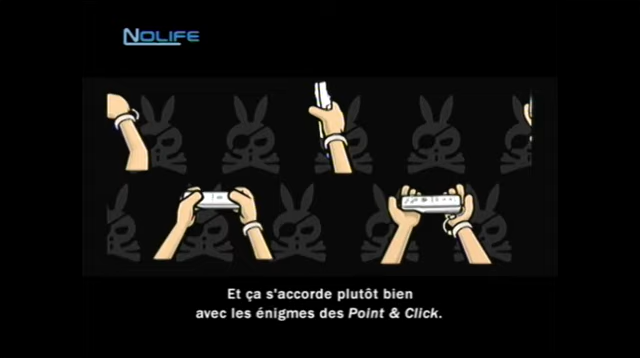 NOLIFE
Et ça s'accorde plutôt bien
avec les énigmes des Point & Click.